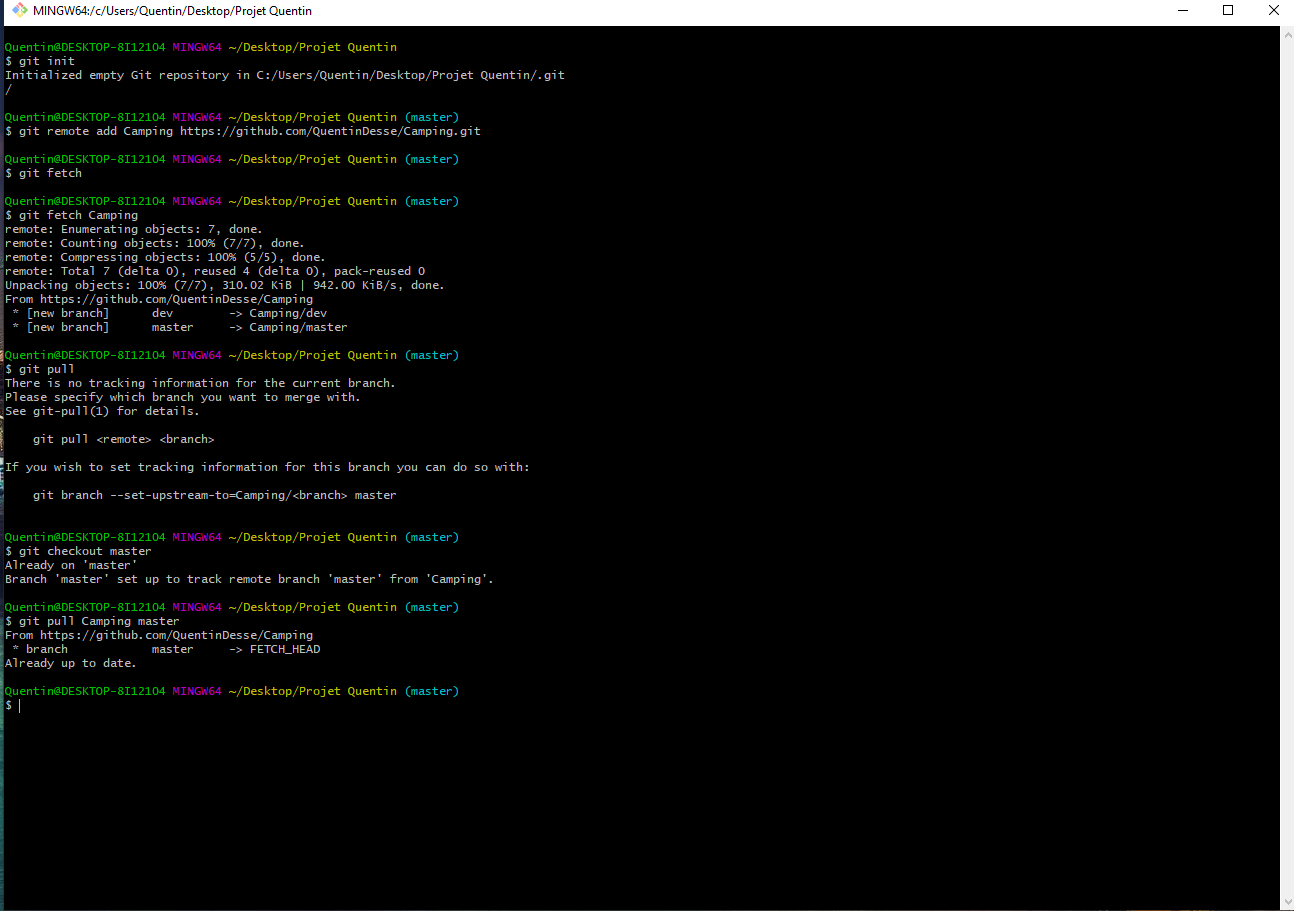 MINGW64:/c/Users/Quentin/Desktop/Projet Quentin
Quentin@DESKTOP-8I121O4 MINGW64 ~/Desktop/Projet Quentin
$ git init
Initialized empty Git repository in C:/Users/Quentin/Desktop/Projet Quentin/.git
/
Quentin@DESKTOP-8I121O4 MINGW64 ~/Desktop/Projet Quentin (master)
$ git remote add Camping https://github.com/QuentinDesse/Camping.git
Quentin@DESKTOP-8I121O4 MINGW64 ~/Desktop/Projet Quentin (master)
$ git fetch
Quentin@DESKTOP-8I121O4 MINGW64 ~/Desktop/Projet Quentin (master)
$ git fetch Camping
remote: Enumerating objects: 7, done.
remote: Counting objects: 100% (7/7), done.
remote: Compressing objects: 100% (5/5), done.
remote: Total 7 (delta 0), reused 4 (delta 0), pack-reused 0
Unpacking objects: 100% (7/7), 310.02 KiB | 942.00 KiB/s, done.
From https://github.com/QuentinDesse/Camping
 * [new branch]      dev        -> Camping/dev
 * [new branch]      master     -> Camping/master
Quentin@DESKTOP-8I121O4 MINGW64 ~/Desktop/Projet Quentin (master)
$ git pull
There is no tracking information for the current branch.
Please specify which branch you want to merge with.
See git-pull(1) for details.
    git pull <remote> <branch>
If you wish to set tracking information for this branch you can do so with:
    git branch --set-upstream-to=Camping/<branch> master
Quentin@DESKTOP-8I121O4 MINGW64 ~/Desktop/Projet Quentin (master)
$ git checkout master
Already on 'master'
Branch 'master' set up to track remote branch 'master' from 'Camping'.
Quentin@DESKTOP-8I121O4 MINGW64 ~/Desktop/Projet Quentin (master)
$ git pull Camping master
From https://github.com/QuentinDesse/Camping
 * branch            master     -> FETCH_HEAD
Already up to date.
Quentin@DESKTOP-8I121O4 MINGW64 ~/Desktop/Projet Quentin (master)
$